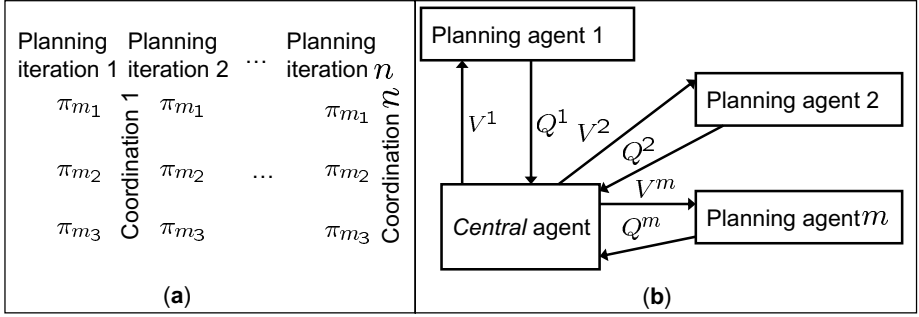 Planning iteration 1
Planning iteration 2
...
Planning iteration n
π_{m_1} π_{m_1} π_{m_1}
π_{m_2} π_{m_2} ... π_{m_2}
π_{m_3} π_{m_3} π_{m_3}
Coordination 1
Coordination n
(a)
Planning agent 1
V^1
Q^1
V^2
Q^2
Planning agent 2
Central agent
V^m
Q^m
Planning agent m
(b)